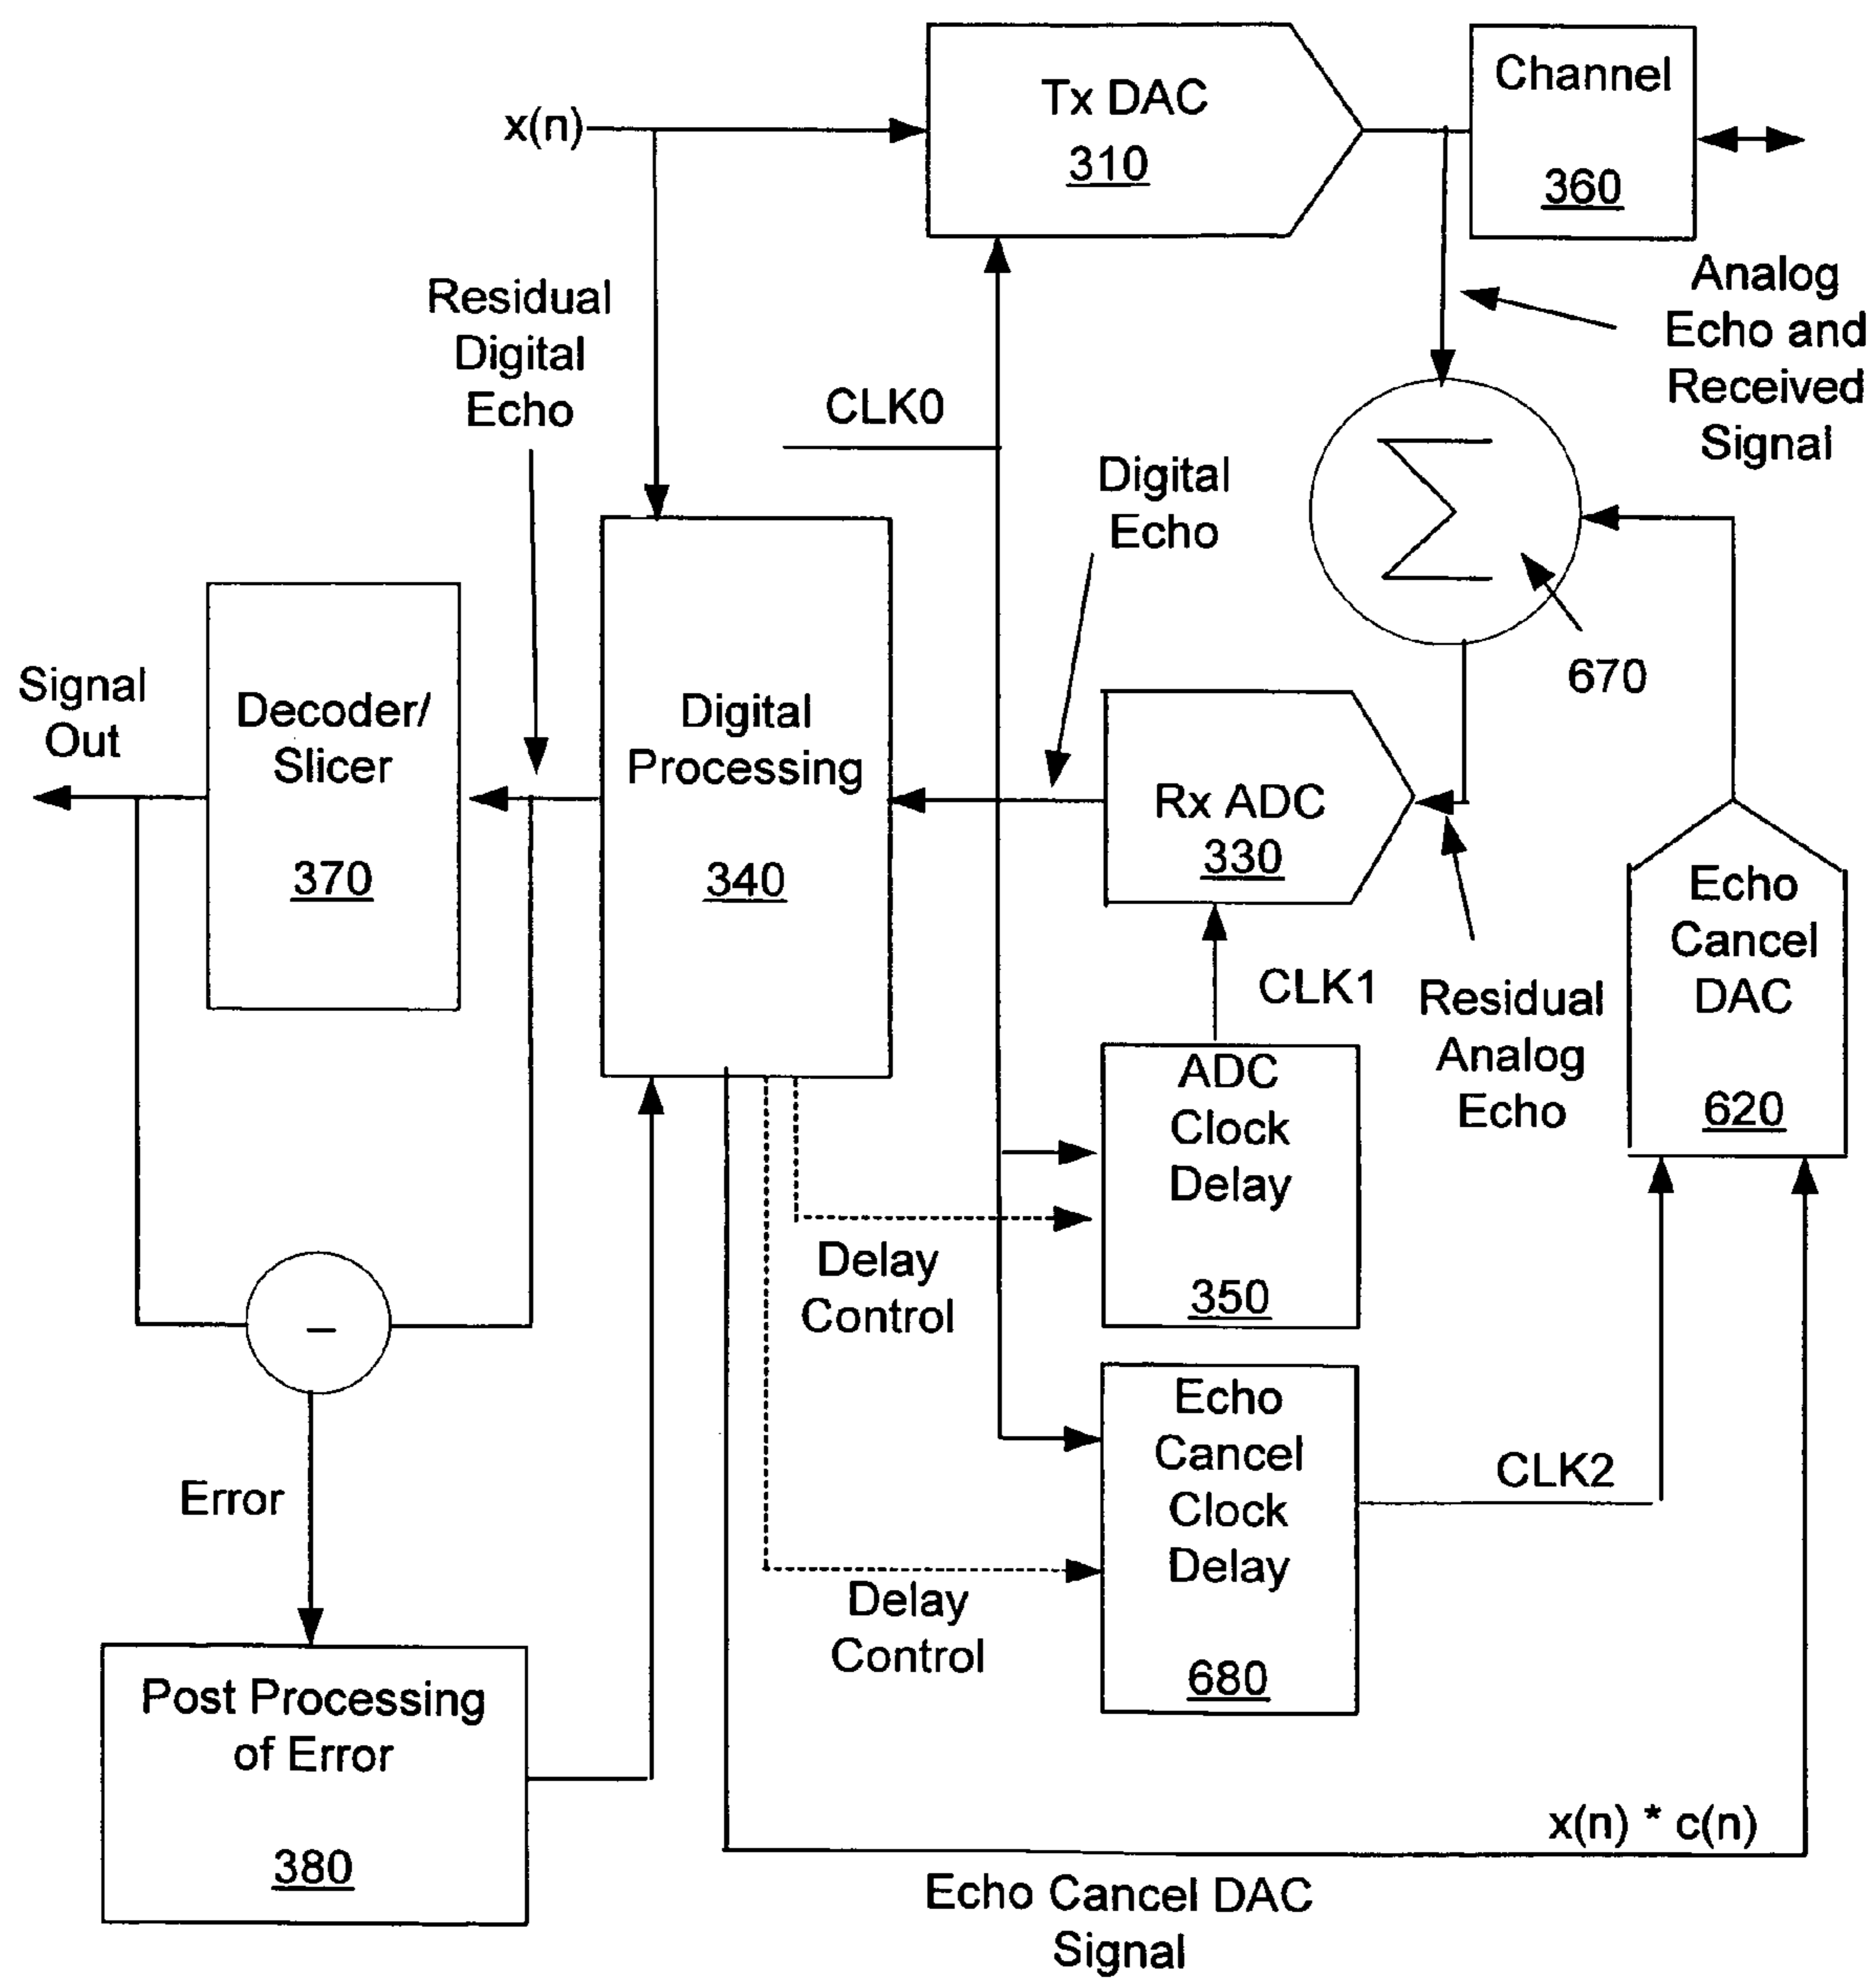 x(n)
Tx DAC
310
Channel
360
Residual
Digital
Echo
CLK0
Digital
Echo
Analog
Echo and
Received
Signal
670
Signal
Out
Decoder/
Slicer
370
Digital
Processing
340
Rx ADC
330
CLK1
Residual
Analog
Echo
Echo
Cancel
DAC
620
ADC
Clock
Delay
350
Delay
Control
–
Echo
Cancel
Clock
Delay
680
CLK2
Delay
Control
Error
Post Processing
of Error
380
x(n) * c(n)
Echo Cancel DAC
Signal